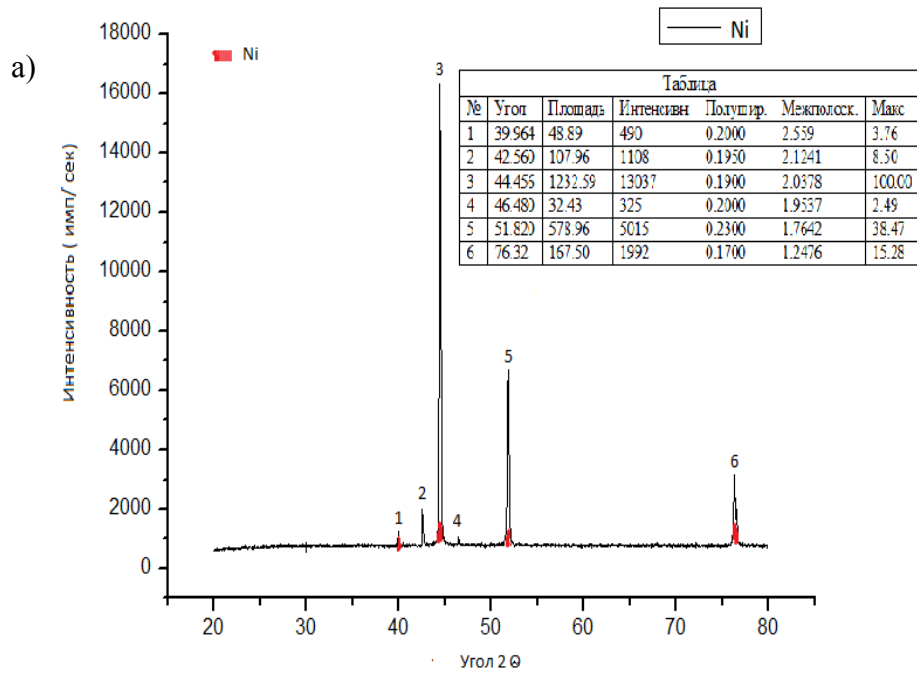 а)
Ni
Ni
Таблица
№ Угол Площадь Интенсивн Полушир. Межплоск. Макс
1 39.964 48.89 490 0.2000 2.559 3.76
2 42.560 107.96 1108 0.1950 2.1241 8.50
3 44.456 1232.59 13037 0.1900 2.0378 100.00
4 46.480 32.43 325 0.2000 1.9537 2.49
5 51.820 578.96 5015 0.2300 1.7642 38.47
6 76.32 167.50 1992 0.1700 1.2476 15.28
18000
16000
14000
12000
10000
8000
6000
4000
2000
0
Интенсивность ( имп/ сек)
1
2
3
4
5
6
20 30 40 50 60 70 80
Угол 2 Θ